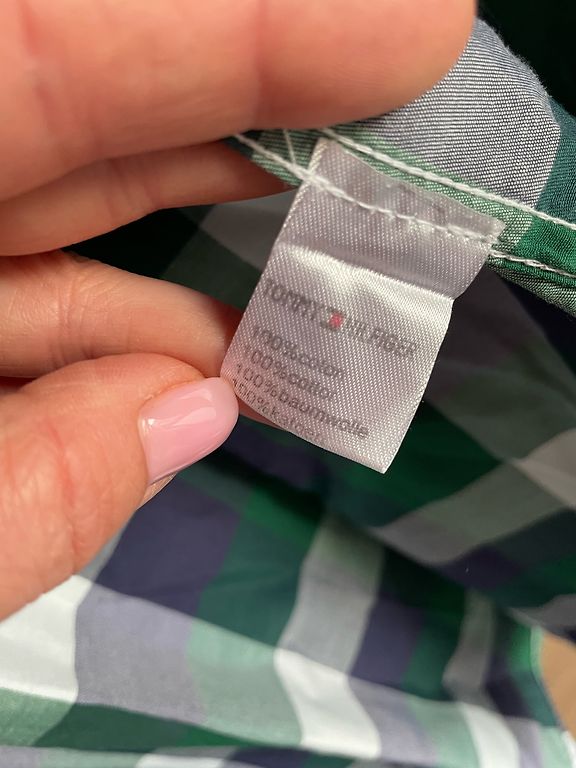 TOMMY HILFIGER
100%coton
100%cotton
100%baumwolle